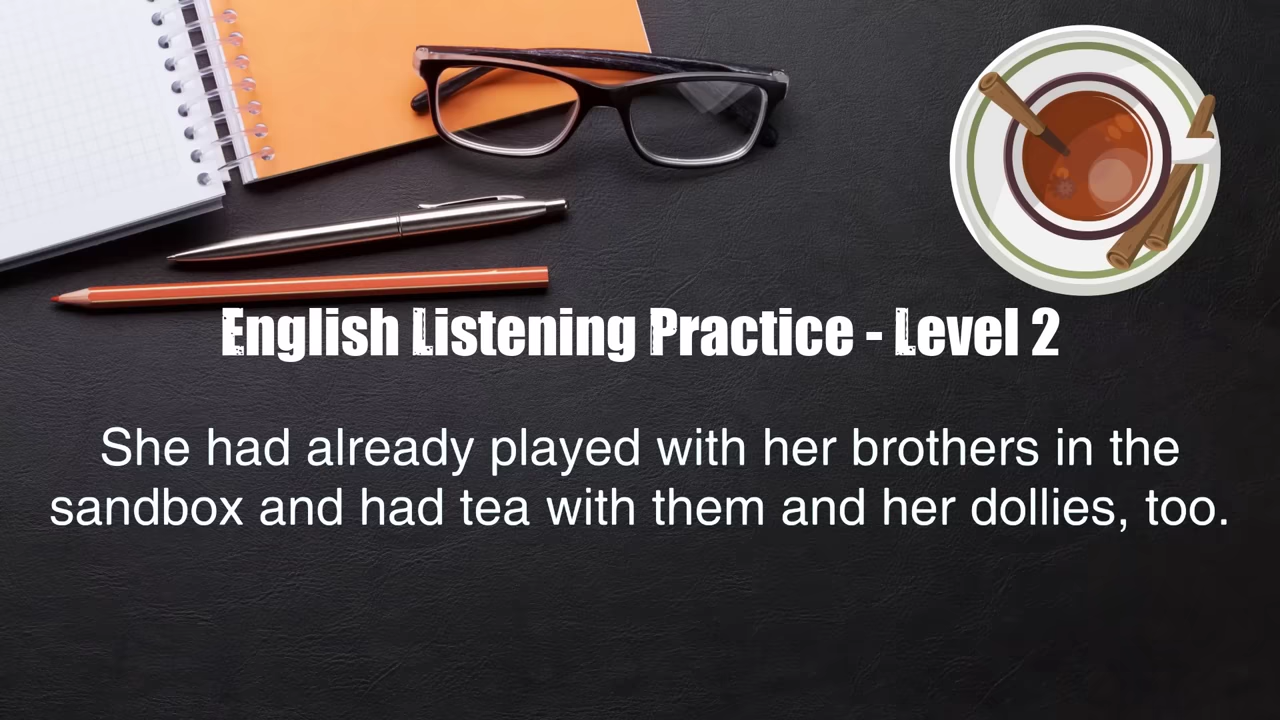 English Listening Practice - Level 2
She had already played with her brothers in the
sandbox and had tea with them and her dollies, too.